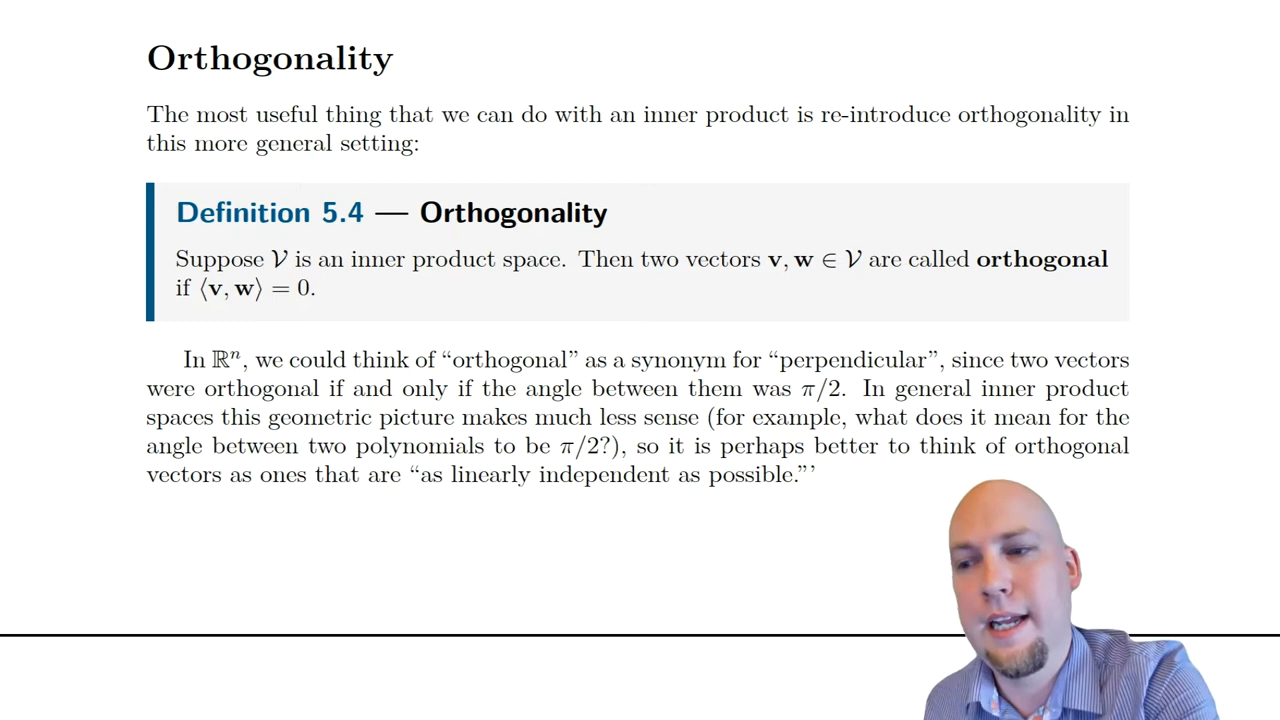 Orthogonality
The most useful thing that we can do with an inner product is re-introduce orthogonality in
this more general setting:
Definition 5.4 — Orthogonality
Suppose 𝒱 is an inner product space. Then two vectors v, w ∈ 𝒱 are called orthogonal
if ⟨v, w⟩ = 0.
In ℝⁿ, we could think of “orthogonal” as a synonym for “perpendicular”, since two vectors
were orthogonal if and only if the angle between them was π/2. In general inner product
spaces this geometric picture makes much less sense (for example, what does it mean for the
angle between two polynomials to be π/2?), so it is perhaps better to think of orthogonal
vectors as ones that are “as linearly independent as possible.”’